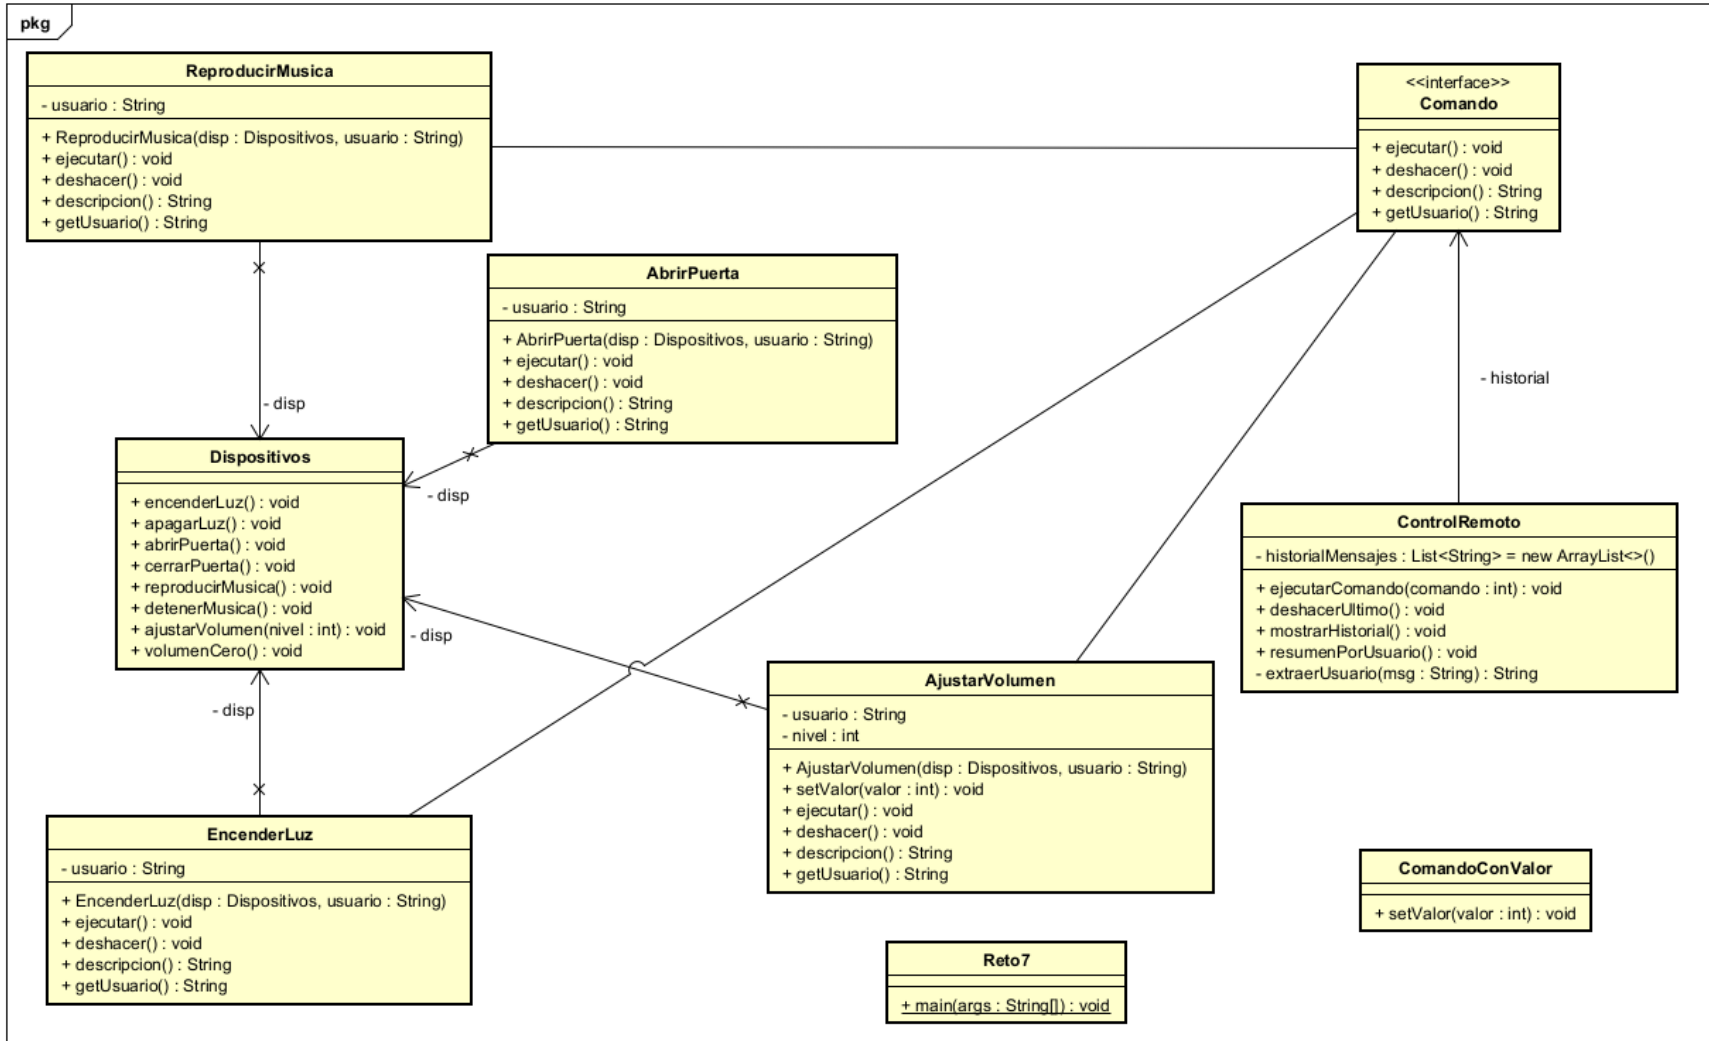 pkg
ReproducirMusica
- usuario : String
+ ReproducirMusica(disp : Dispositivos, usuario : String)
+ ejecutar() : void
+ deshacer() : void
+ descripcion() : String
+ getUsuario() : String
<<interface>>
Comando
+ ejecutar() : void
+ deshacer() : void
+ descripcion() : String
+ getUsuario() : String
AbrirPuerta
- usuario : String
+ AbrirPuerta(disp : Dispositivos, usuario : String)
+ ejecutar() : void
+ deshacer() : void
+ descripcion() : String
+ getUsuario() : String
- historial
- disp
- disp
Dispositivos
+ encenderLuz() : void
+ apagarLuz() : void
+ abrirPuerta() : void
+ cerrarPuerta() : void
+ reproducirMusica() : void
+ detenerMusica() : void
+ ajustarVolumen(nivel : int) : void
+ volumenCero() : void
- disp
- disp
ControlRemoto
- historialMensajes : List<String> = new ArrayList<>()
+ ejecutarComando(comando : int) : void
+ deshacerUltimo() : void
+ mostrarHistorial() : void
+ resumenPorUsuario() : void
- extraerUsuario(msg : String) : String
AjustarVolumen
- usuario : String
- nivel : int
+ AjustarVolumen(disp : Dispositivos, usuario : String)
+ setValor(valor : int) : void
+ ejecutar() : void
+ deshacer() : void
+ descripcion() : String
+ getUsuario() : String
EncenderLuz
- usuario : String
+ EncenderLuz(disp : Dispositivos, usuario : String)
+ ejecutar() : void
+ deshacer() : void
+ descripcion() : String
+ getUsuario() : String
ComandoConValor
+ setValor(valor : int) : void
Reto7
+ main(args : String[]) : void